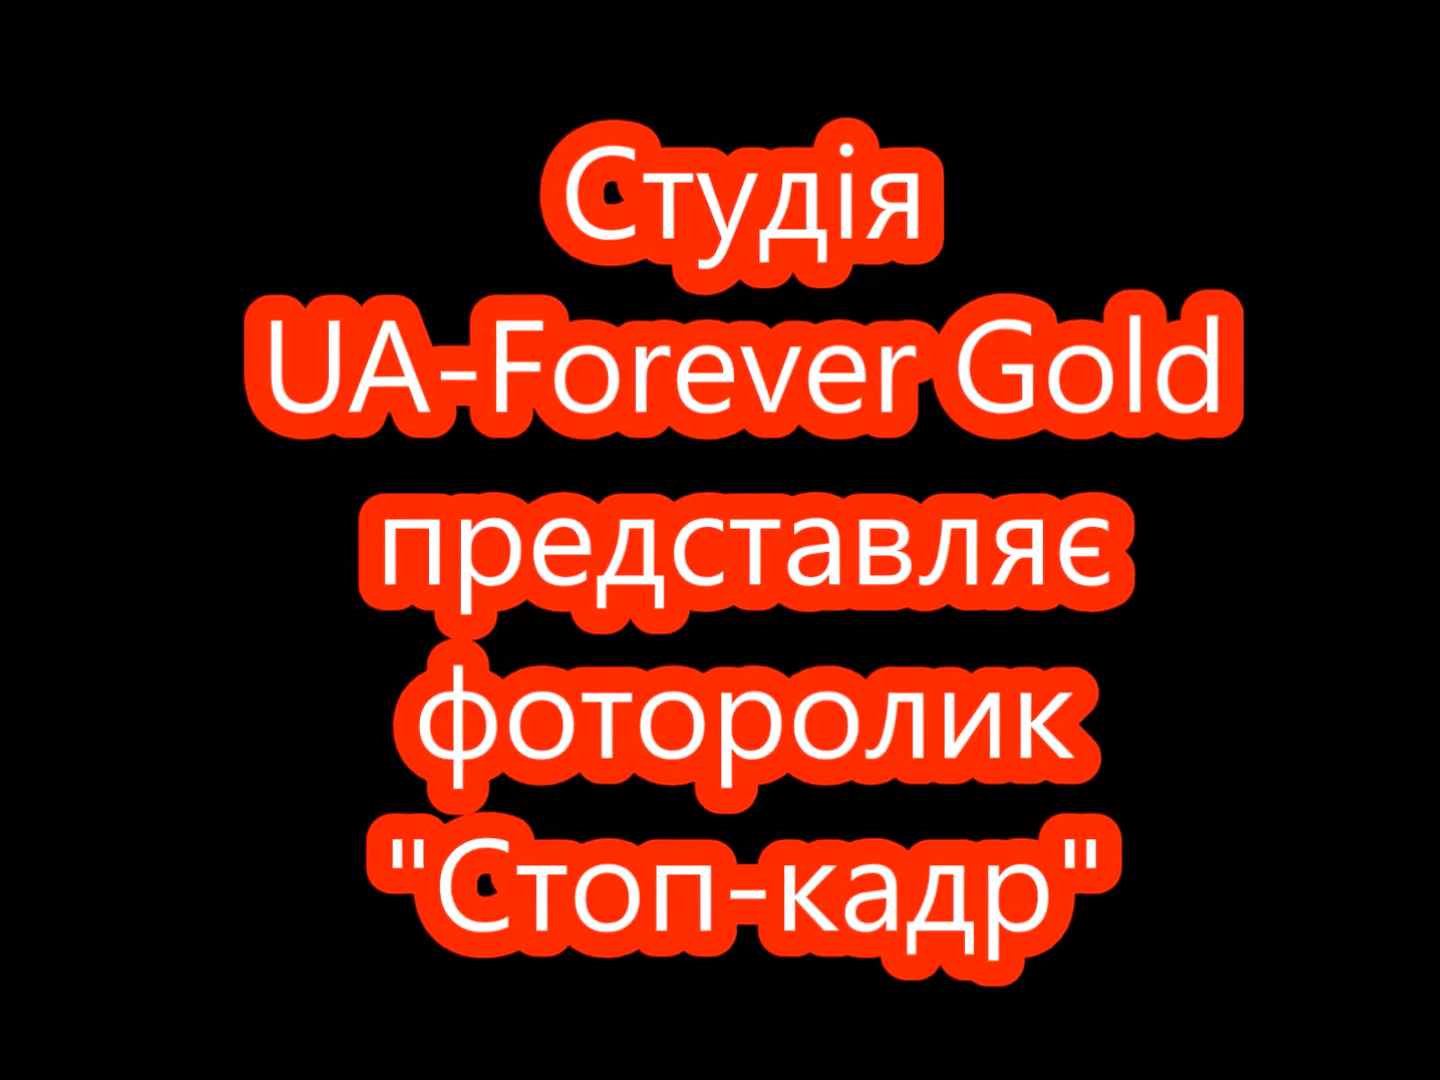 Студія
UA-Forever Gold
представляє
фоторолик
"Стоп-кадр"